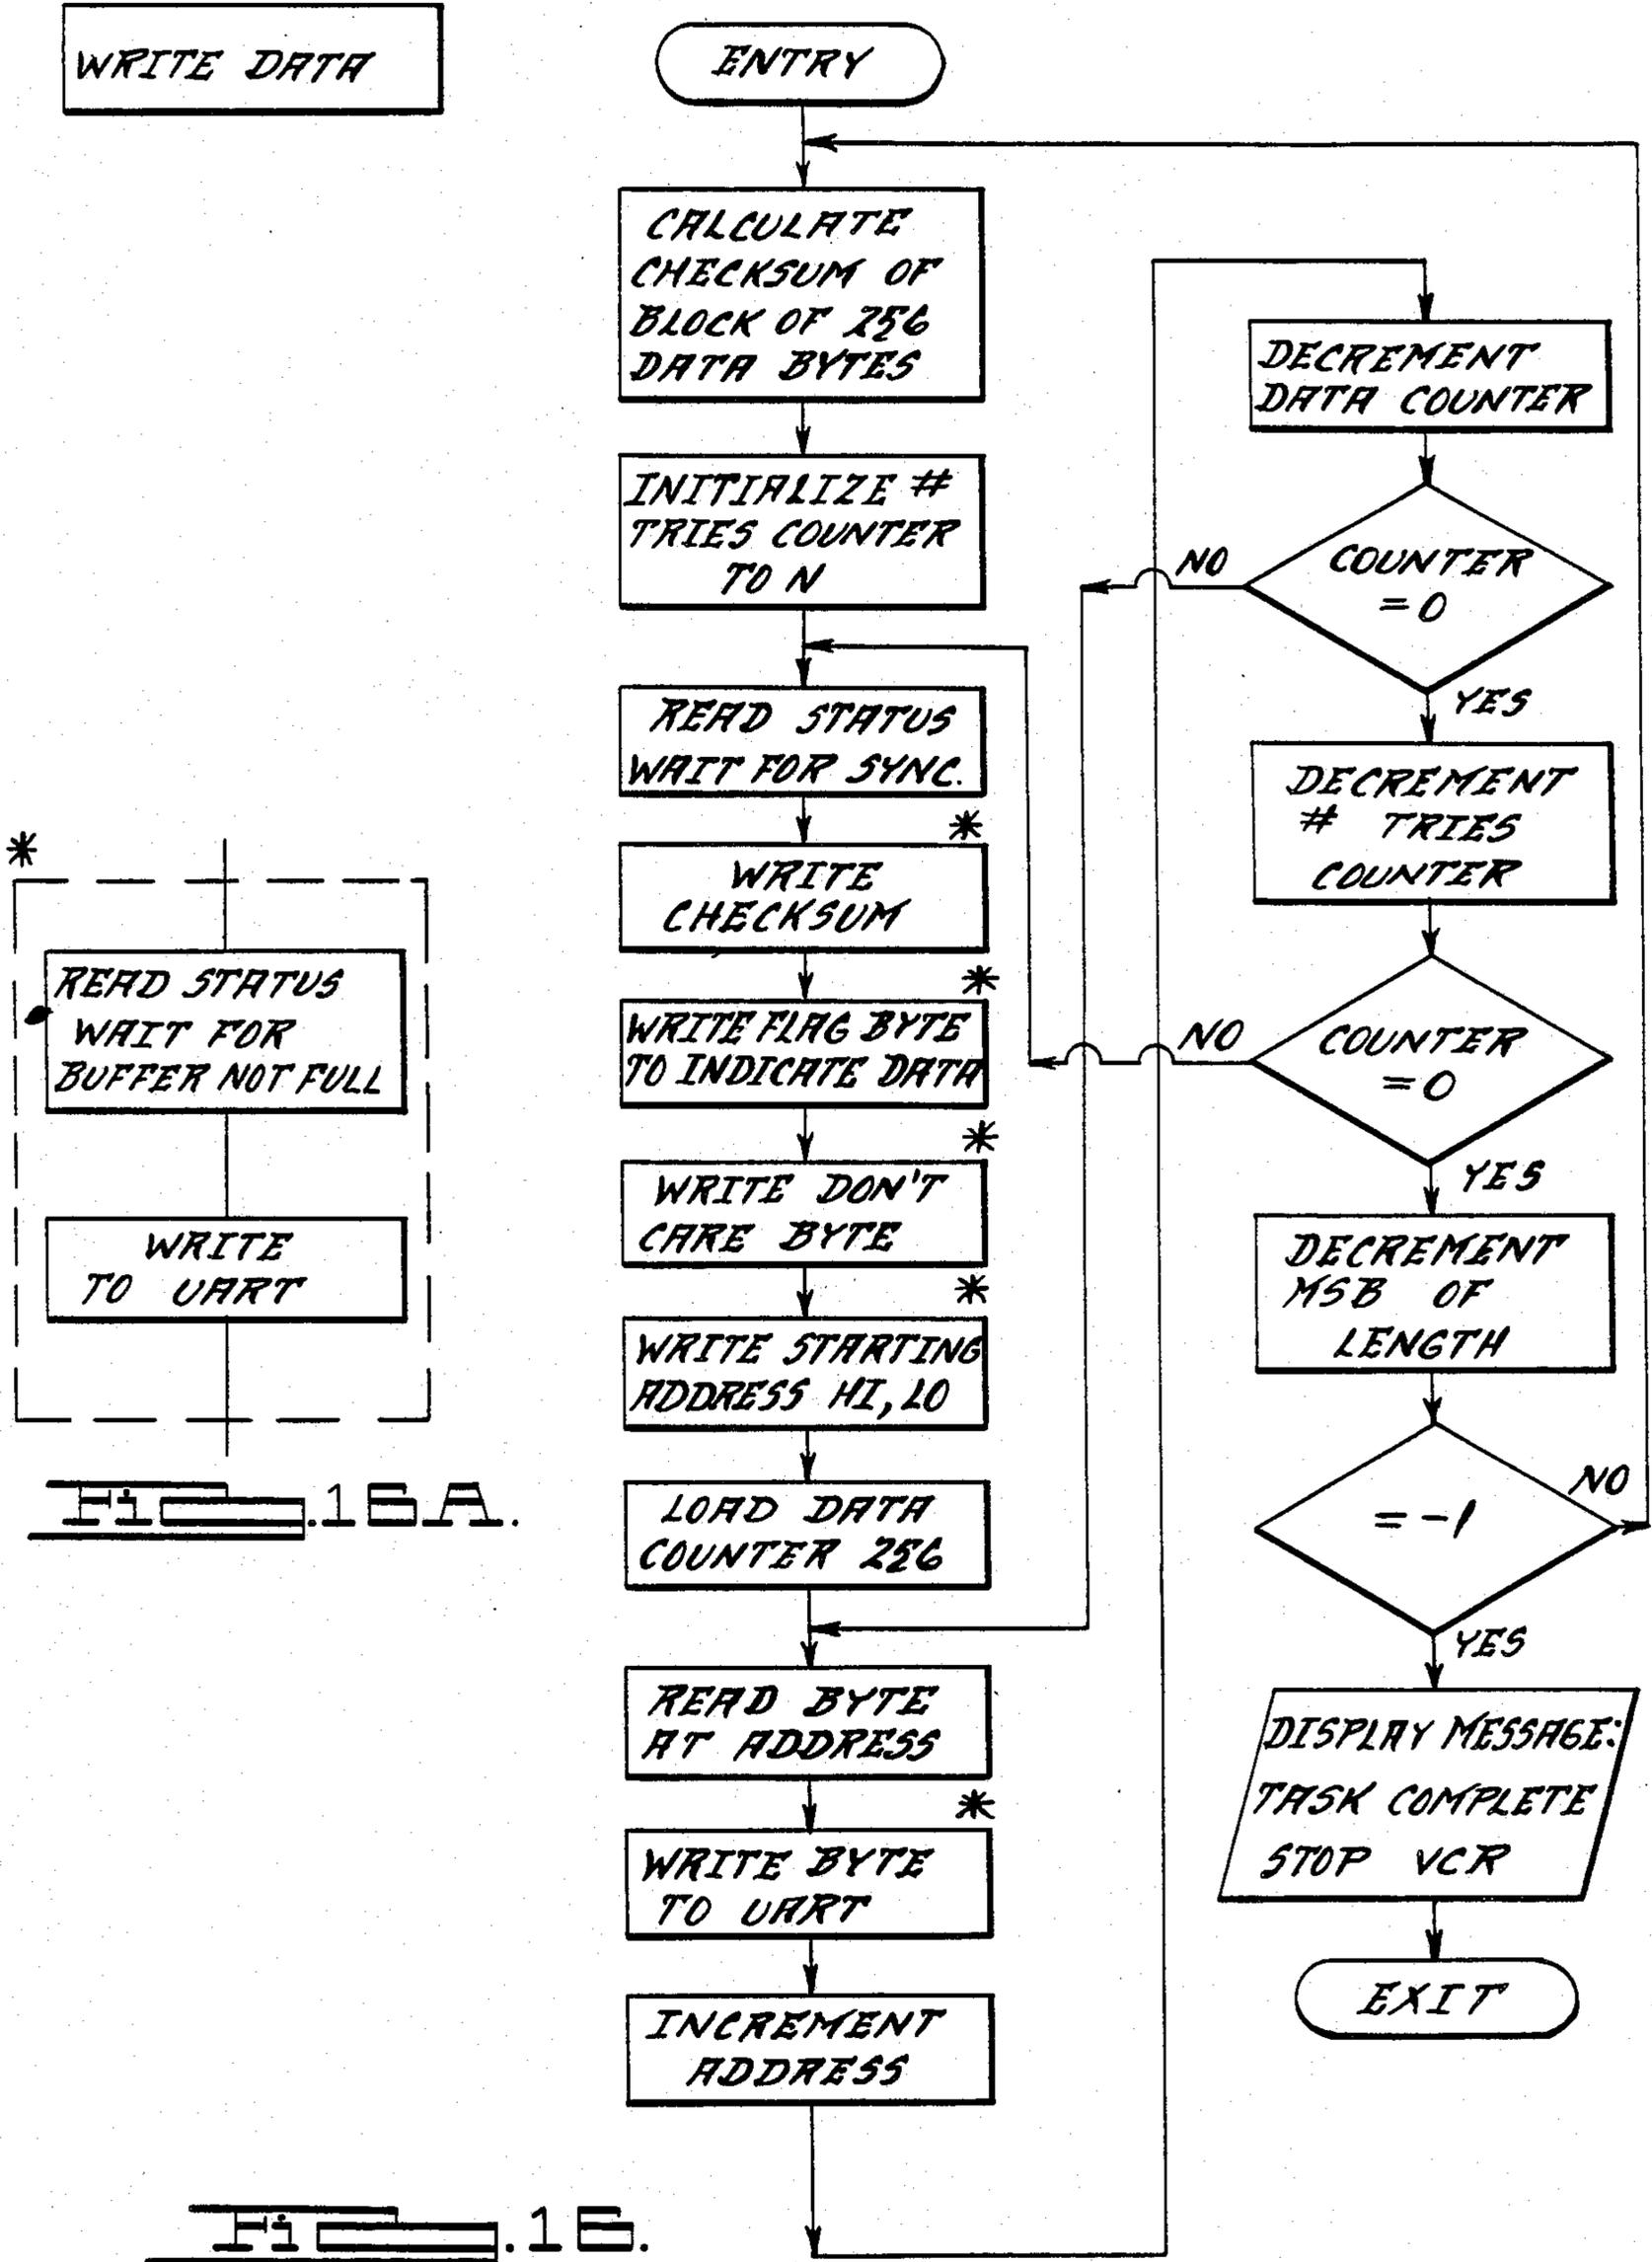 WRITE DATA
ENTRY
CALCULATE
CHECKSUM OF
BLOCK OF 256
DATA BYTES
INITIALIZE #
TRIES COUNTER
TO N
READ STATUS
WAIT FOR SYNC.
*
WRITE
CHECKSUM
*
WRITE FLAG BYTE
TO INDICATE DATA
*
WRITE DON'T
CARE BYTE
*
WRITE STARTING
ADDRESS HI, LO
LOAD DATA
COUNTER 256
READ BYTE
AT ADDRESS
*
WRITE BYTE
TO UART
INCREMENT
ADDRESS
DECREMENT
DATA COUNTER
COUNTER
= 0
NO
YES
DECREMENT
# TRIES
COUNTER
COUNTER
= 0
NO
YES
DECREMENT
MSB OF
LENGTH
= -1
NO
YES
DISPLAY MESSAGE:
TASK COMPLETE
STOP VCR
EXIT
*
READ STATUS
WAIT FOR
BUFFER NOT FULL
WRITE
TO UART
FIG.16A.
FIG.16.